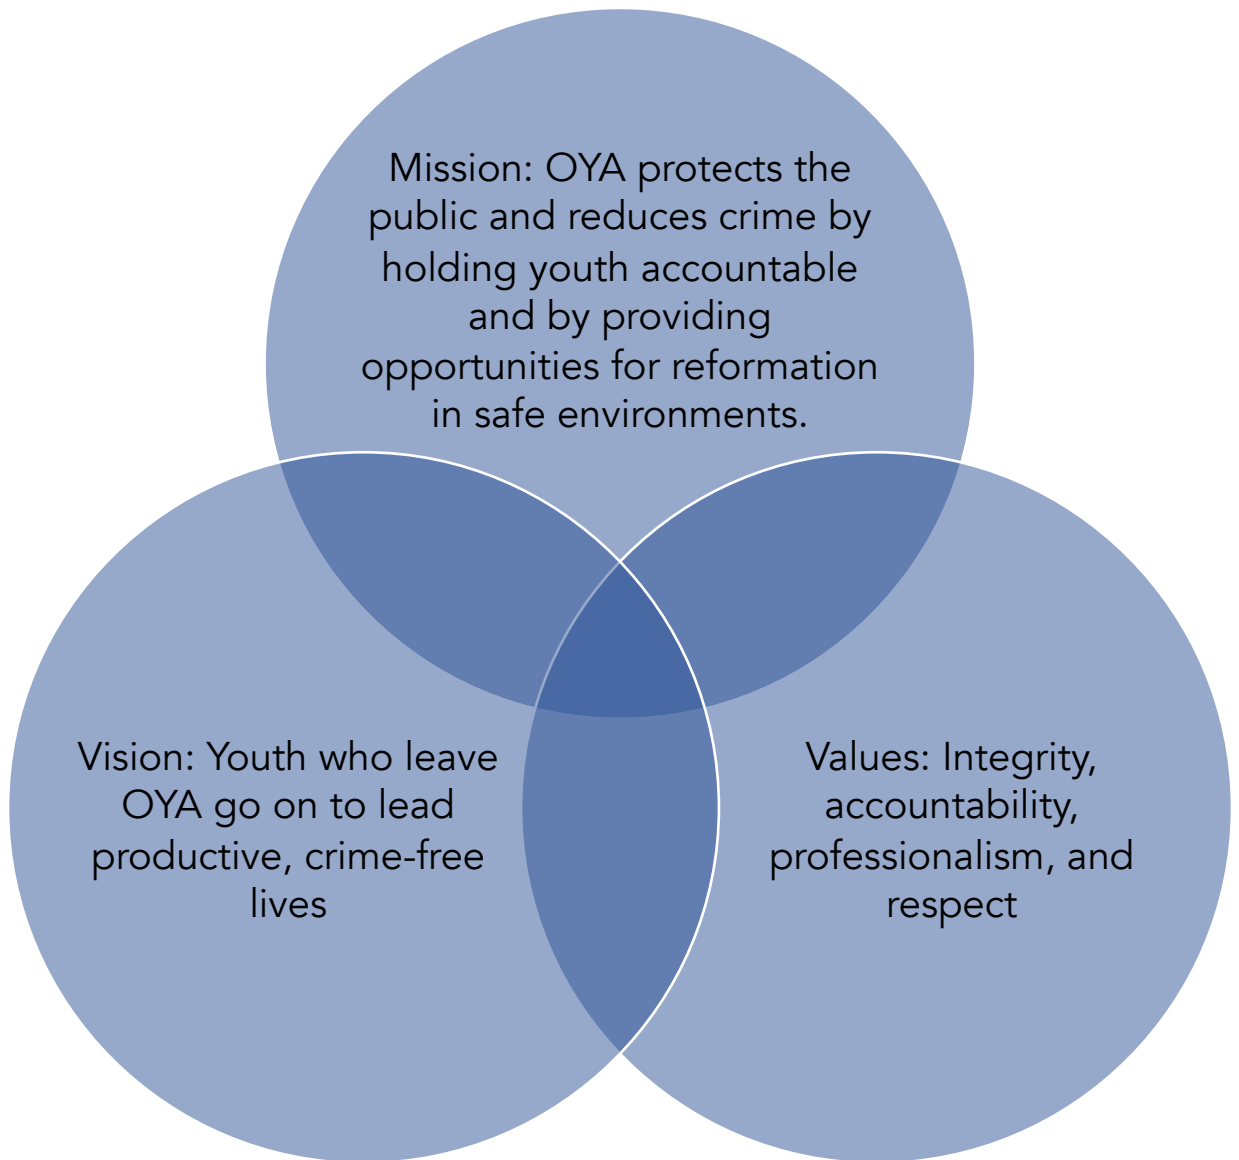 Mission: OYA protects the
public and reduces crime by
holding youth accountable
and by providing
opportunities for reformation
in safe environments.
Vision: Youth who leave
OYA go on to lead
productive, crime-free
lives
Values: Integrity,
accountability,
professionalism, and
respect